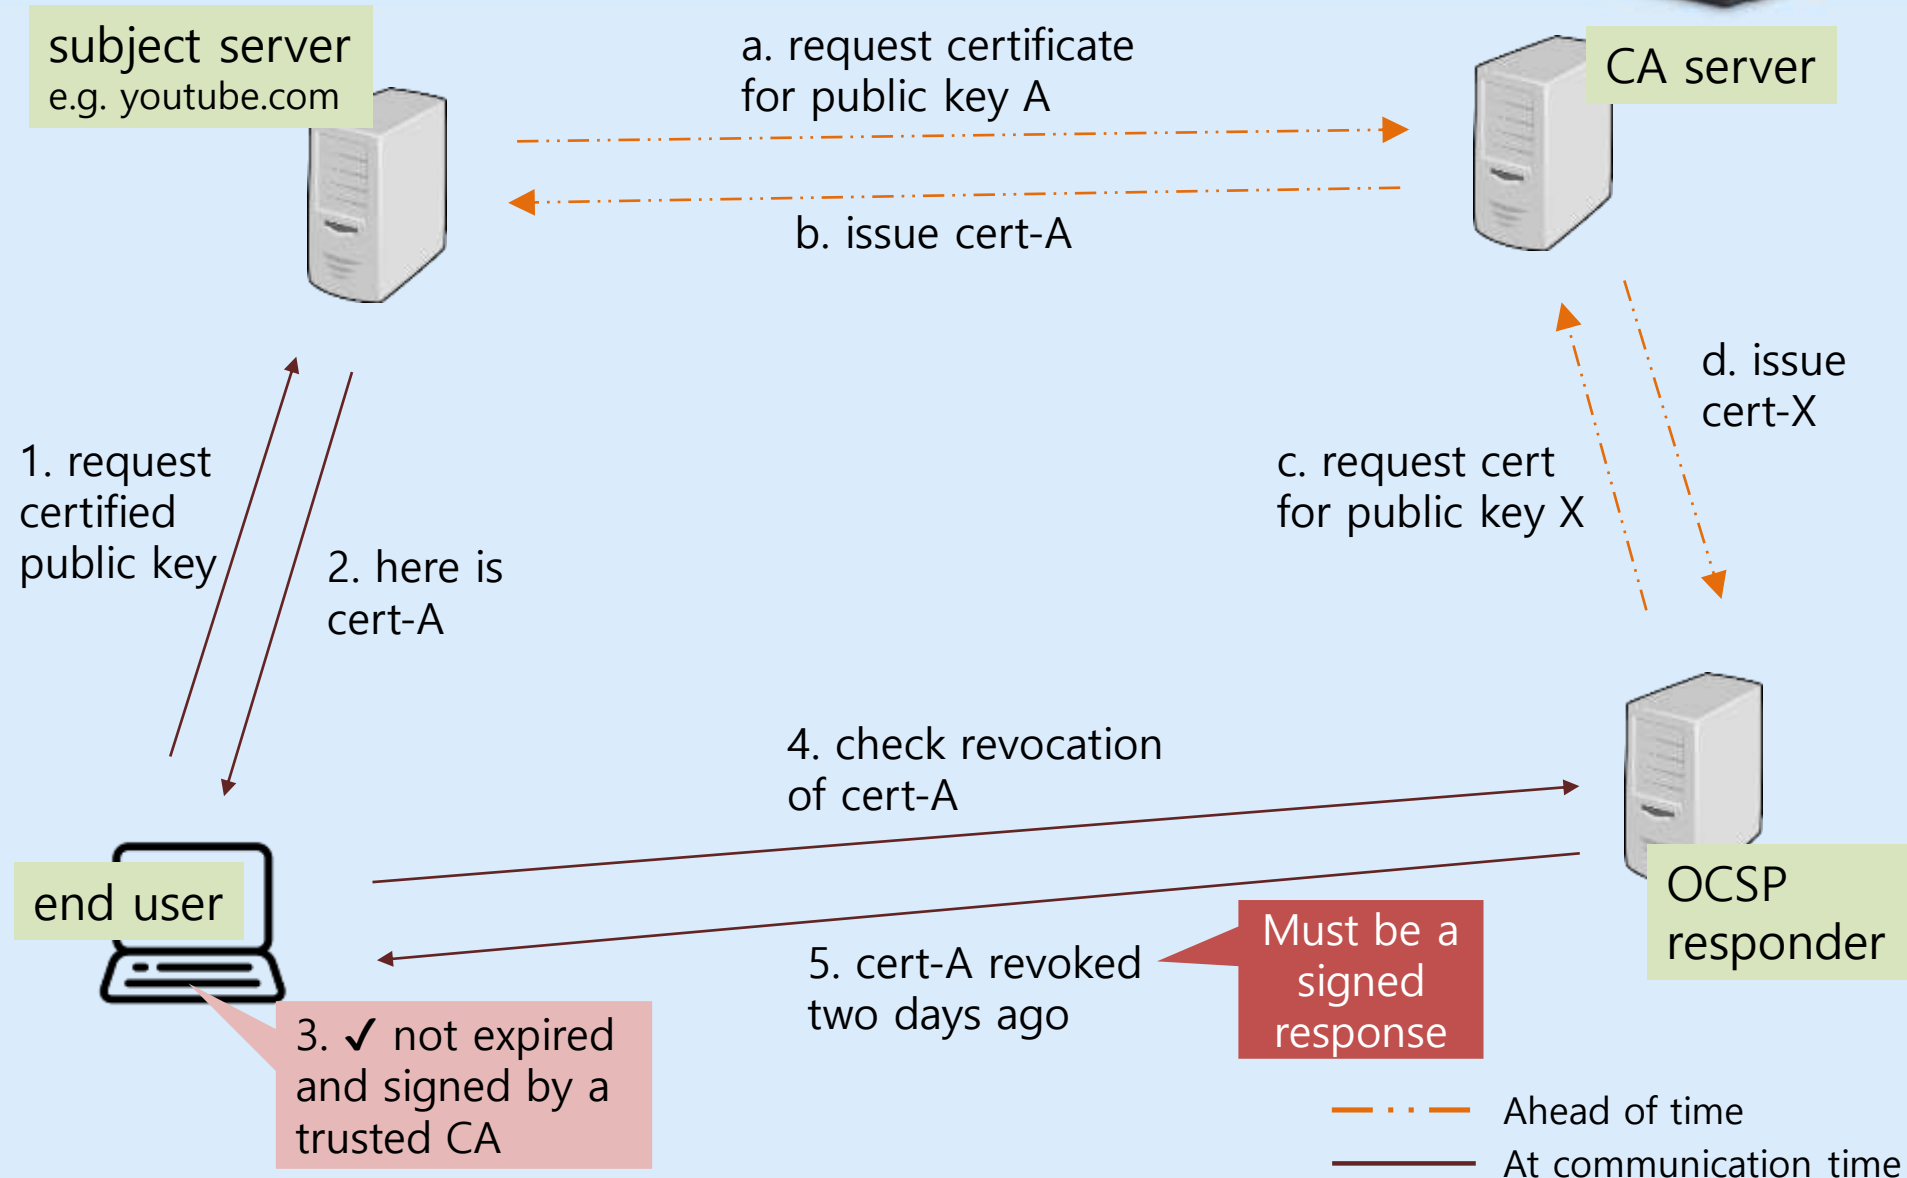 subject server
e.g. youtube.com
a. request certificate
for public key A
CA server
b. issue cert-A
d. issue
cert-X
1. request
certified
public key
c. request cert
for public key X
2. here is
cert-A
4. check revocation
of cert-A
end user
OCSP
responder
5. cert-A revoked
two days ago
Must be a
signed
response
3. ✓ not expired
and signed by a
trusted CA
Ahead of time
At communication time